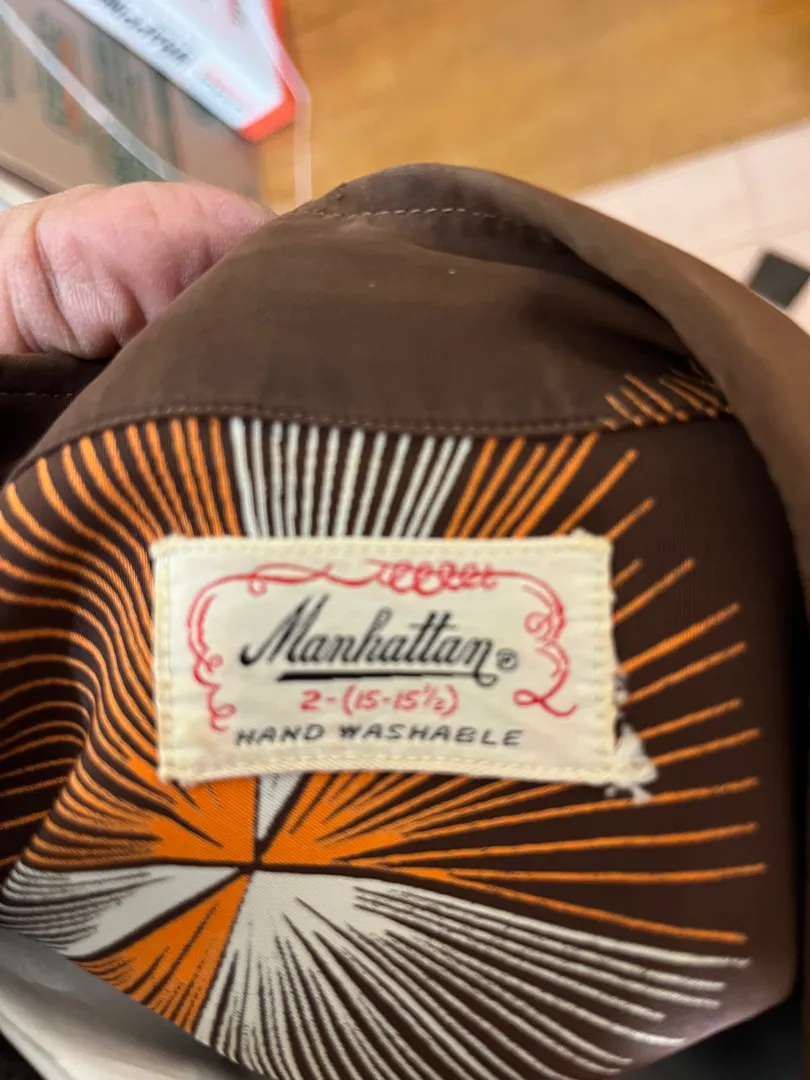 Manhattan®
2-(15-15½)
HAND WASHABLE